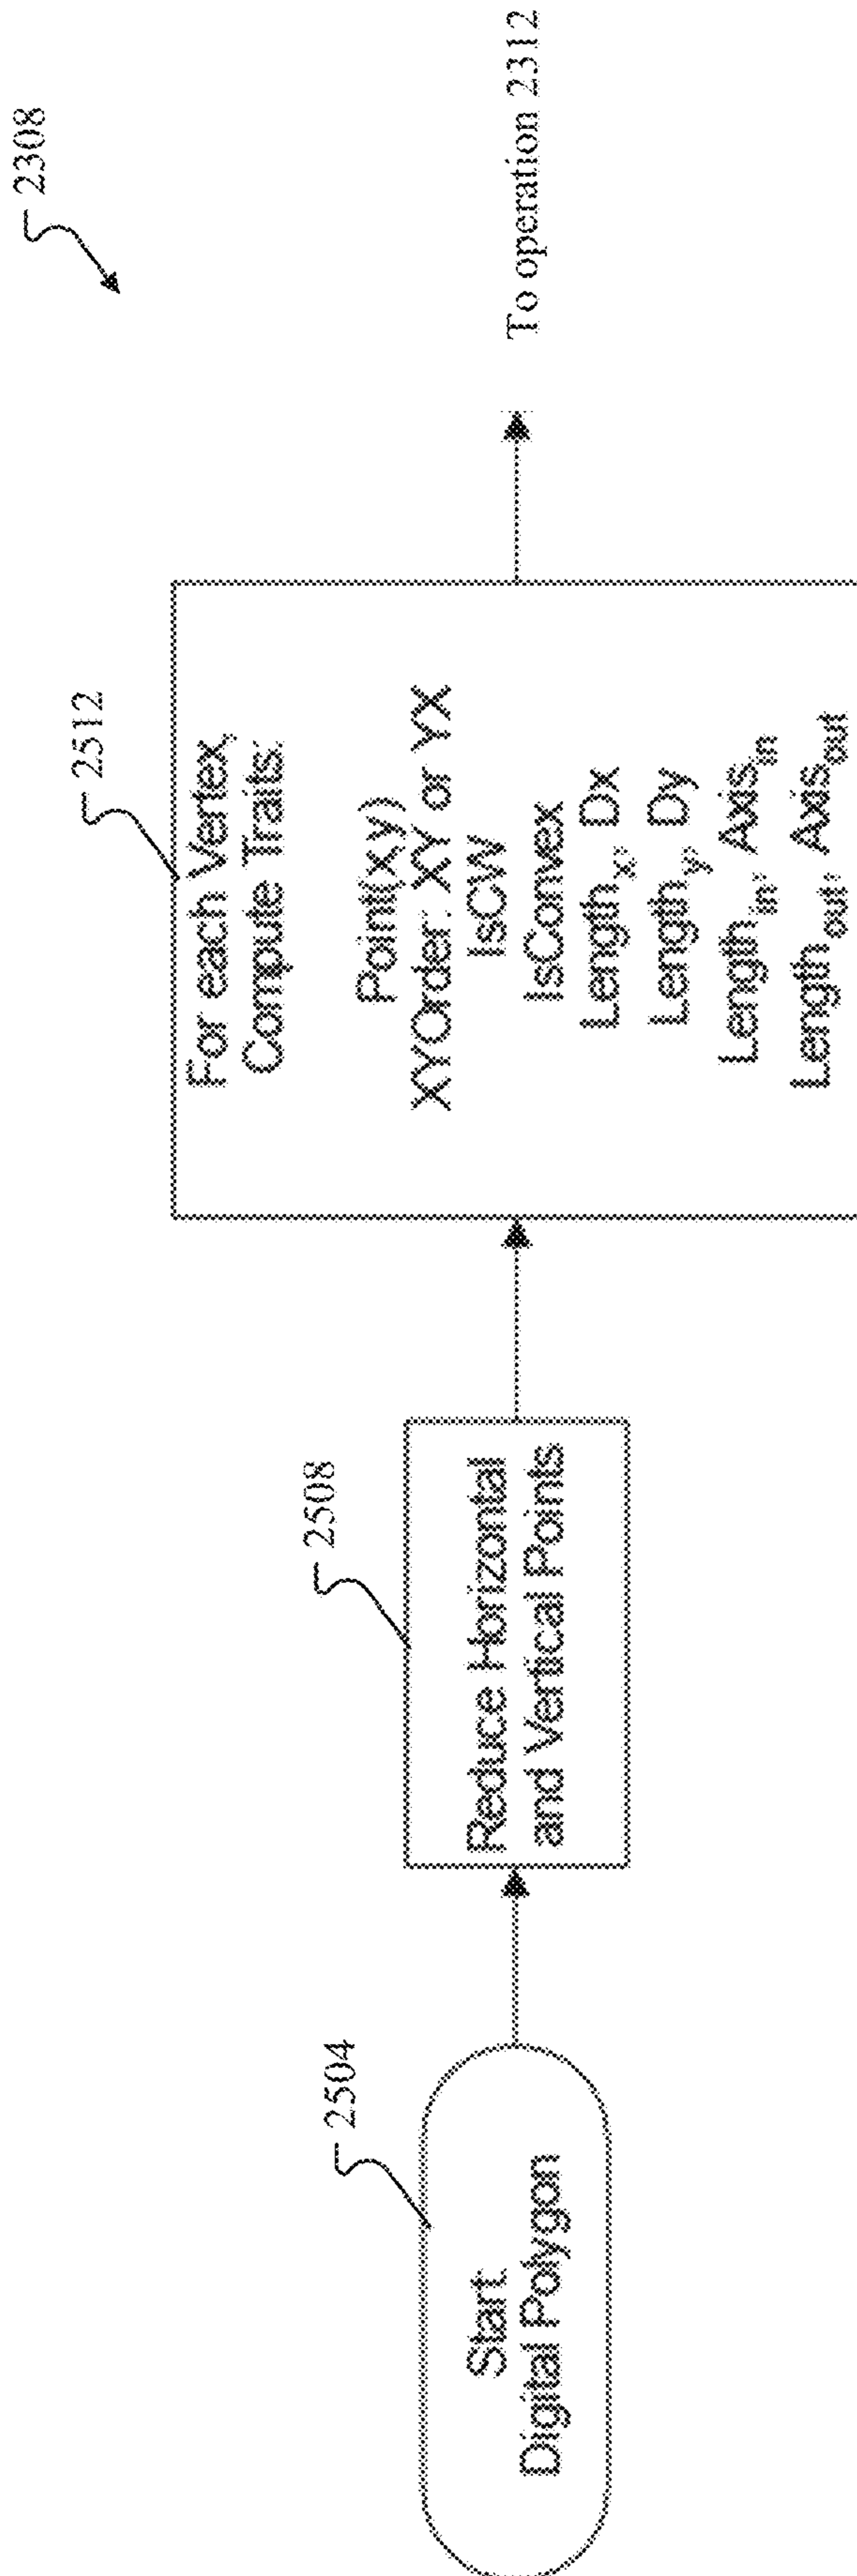 2308
2504
Start
Digital Polygon
2508
Reduce Horizontal
and Vertical Points
2512
For each Vertex,
Compute Traits:
Point(x,y)
XYOrder: XY or YX
IsCW
IsConvex
Lengthx, Dx
Lengthy, Dy
Lengthin, Axisin
Lengthout, Axisout
To operation 2312